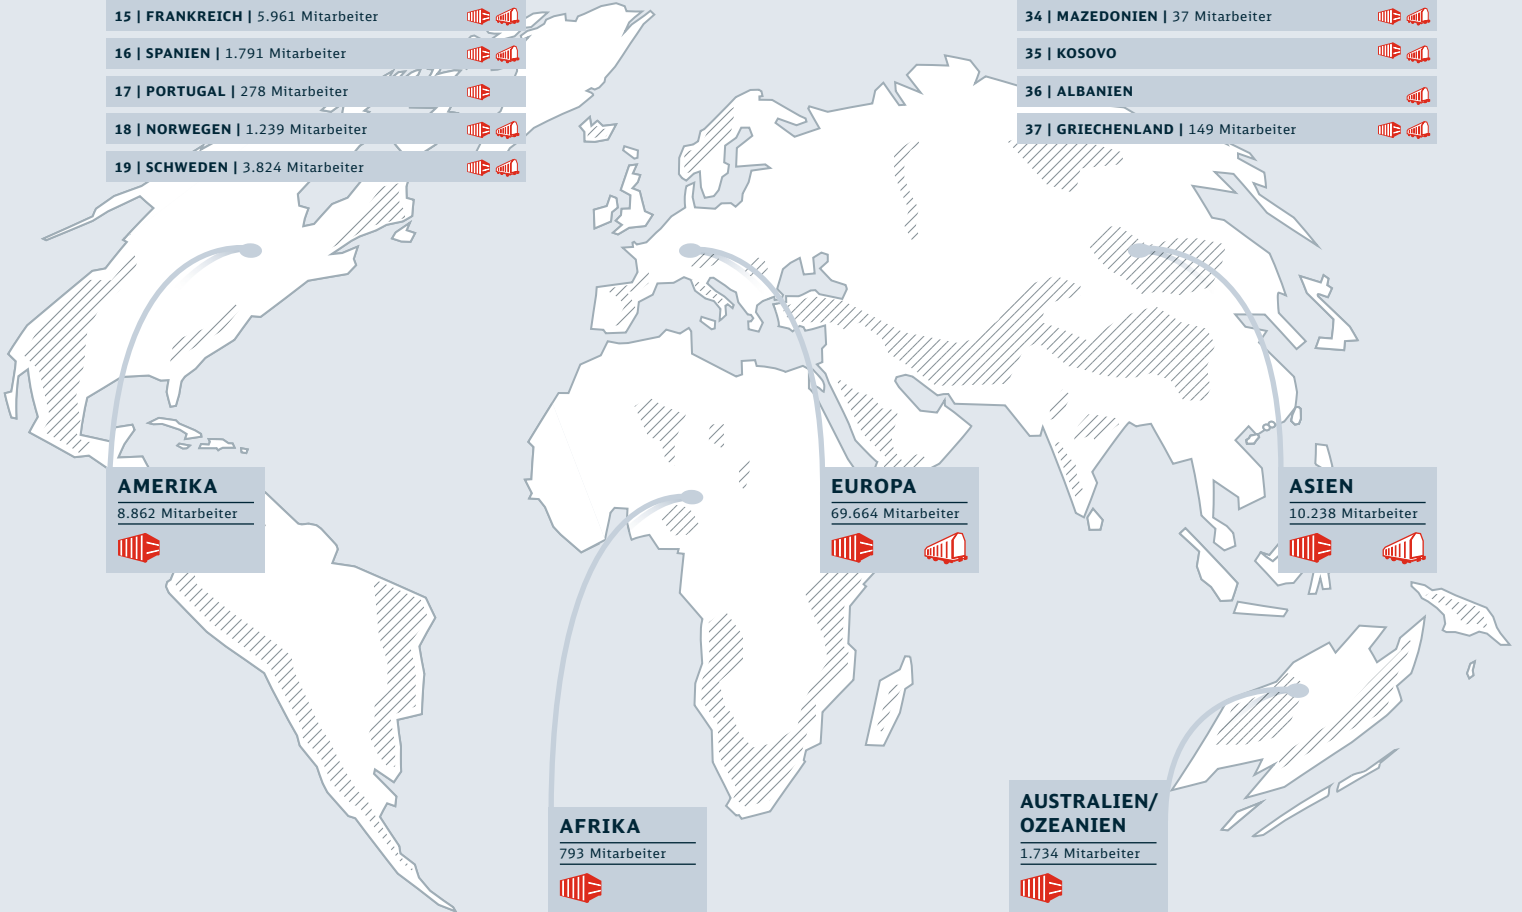 15 | FRANKREICH | 5.961 Mitarbeiter
16 | SPANIEN | 1.791 Mitarbeiter
17 | PORTUGAL | 278 Mitarbeiter
18 | NORWEGEN | 1.239 Mitarbeiter
19 | SCHWEDEN | 3.824 Mitarbeiter
34 | MAZEDONIEN | 37 Mitarbeiter
35 | KOSOVO
36 | ALBANIEN
37 | GRIECHENLAND | 149 Mitarbeiter
AMERIKA
8.862 Mitarbeiter
EUROPA
69.664 Mitarbeiter
ASIEN
10.238 Mitarbeiter
AFRIKA
793 Mitarbeiter
AUSTRALIEN/
OZEANIEN
1.734 Mitarbeiter